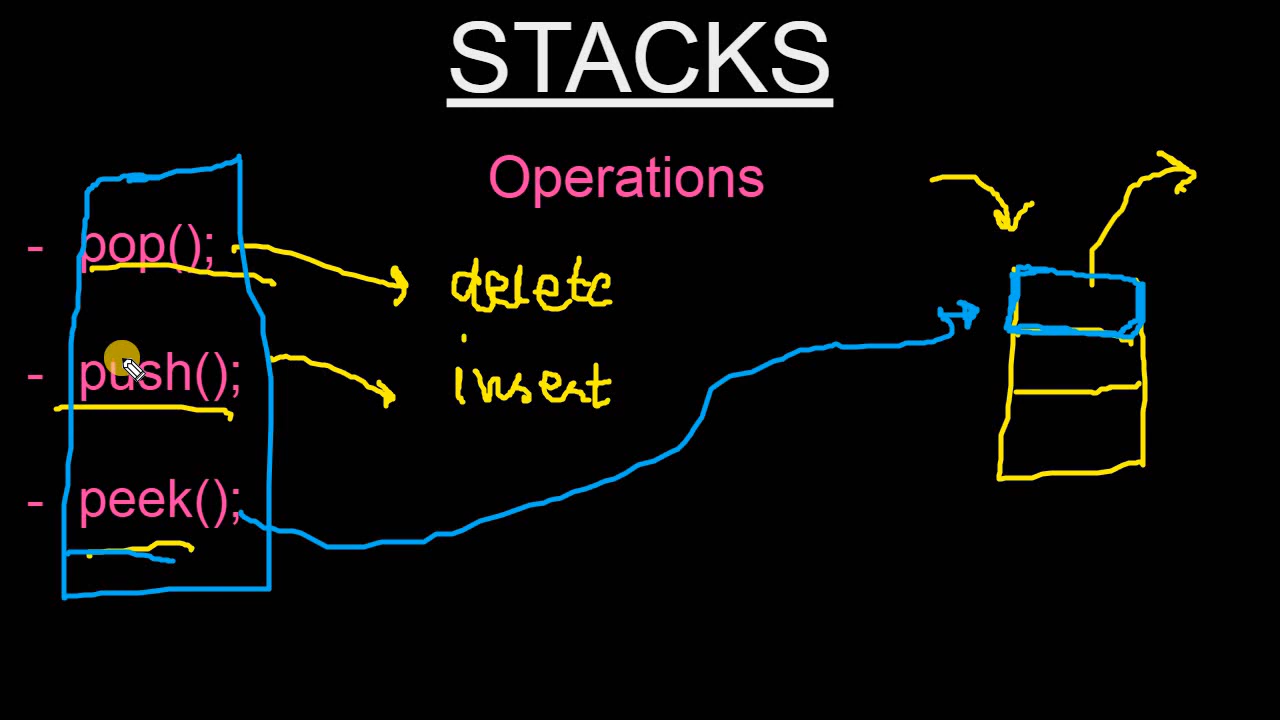 STACKS
Operations
- pop();
delete
- push();
insert
- peek();